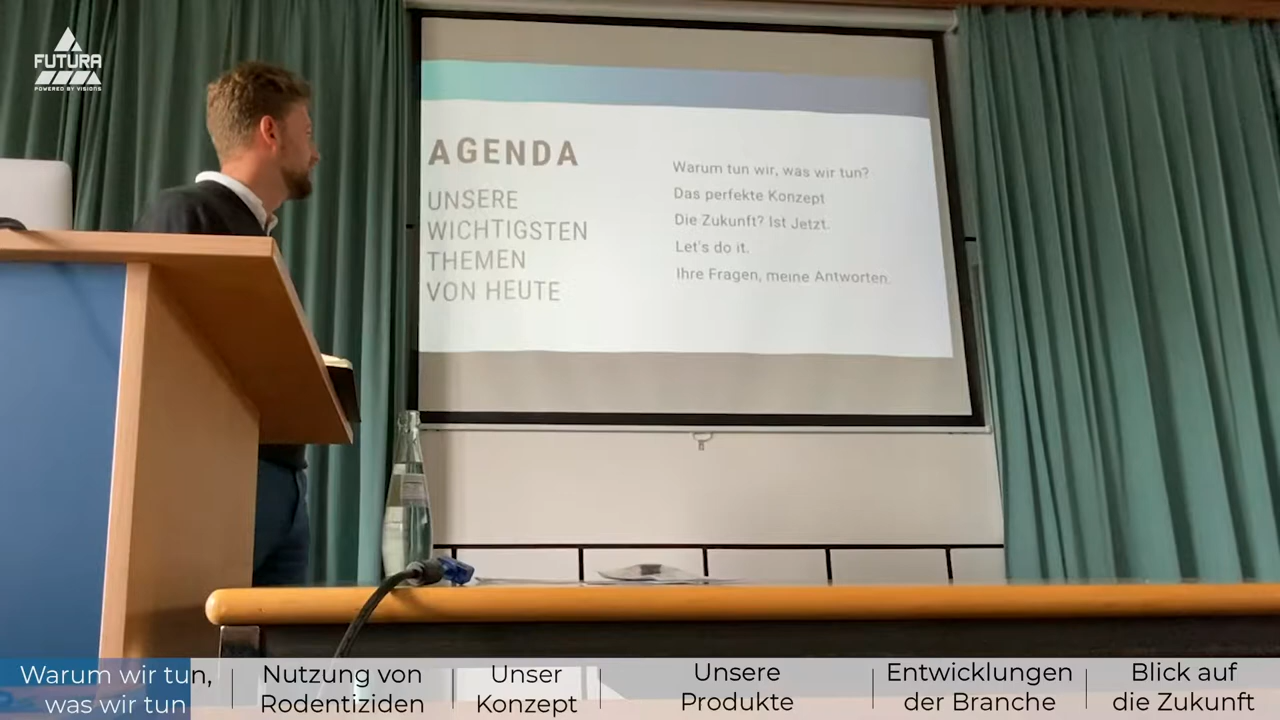 FUTURA
POWERED BY VISIONS
AGENDA
UNSERE
WICHTIGSTEN
THEMEN
VON HEUTE
Warum tun wir, was wir tun?
Das perfekte Konzept
Die Zukunft? Ist Jetzt.
Let's do it.
Ihre Fragen, meine Antworten.
Warum wir tun,
was wir tun
Nutzung von
Rodentiziden
Unser
Konzept
Unsere
Produkte
Entwicklungen
der Branche
Blick auf
die Zukunft